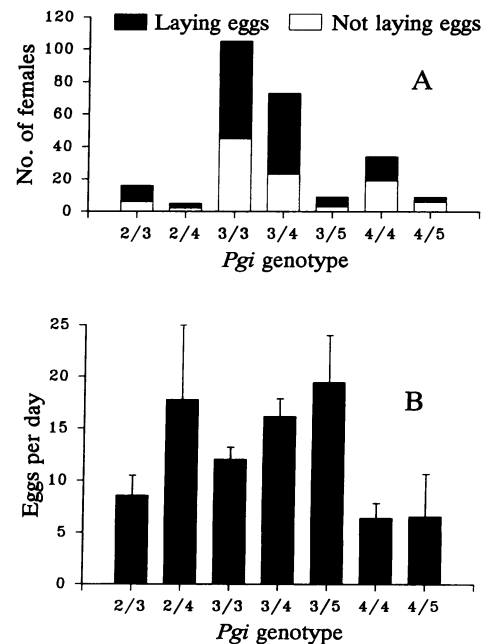 Laying eggs Not laying eggs
A
No. of females
120
100
80
60
40
20
0
2/3 2/4 3/3 3/4 3/5 4/4 4/5
Pgi genotype
B
Eggs per day
25
20
15
10
5
0
2/3 2/4 3/3 3/4 3/5 4/4 4/5
Pgi genotype